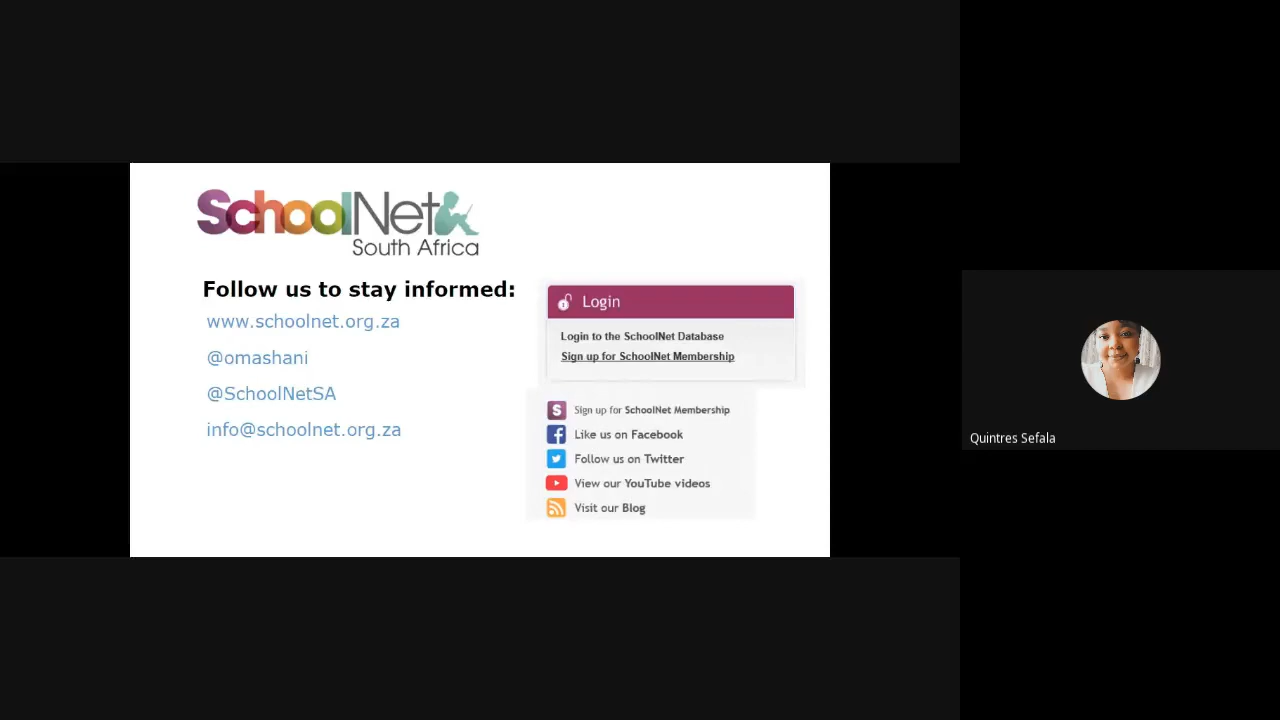 SchoolNet
South Africa
Follow us to stay informed:
www.schoolnet.org.za
@omashani
@SchoolNetSA
info@schoolnet.org.za
Login
Login to the SchoolNet Database
Sign up for SchoolNet Membership
S Sign up for SchoolNet Membership
f Like us on Facebook
Follow us on Twitter
View our YouTube videos
Visit our Blog
Quintres Sefala